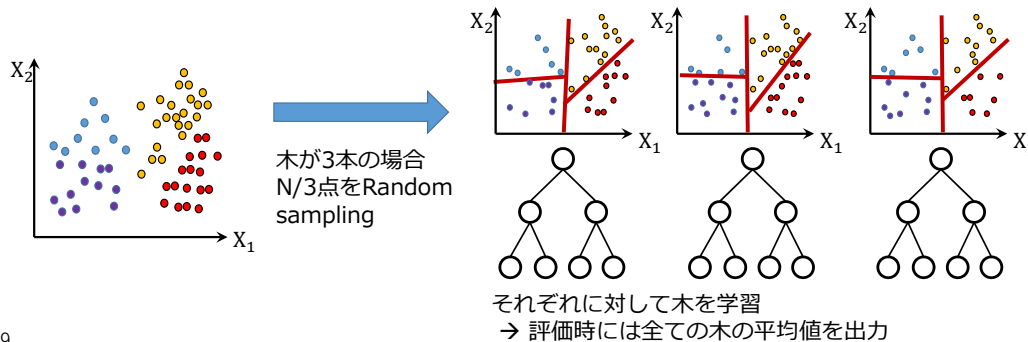 X₂
X₁
木が3本の場合
N/3点をRandom
sampling
X₂
X₁
X₂
X₁
X₂
X
それぞれに対して木を学習
→ 評価時には全ての木の平均値を出力
9